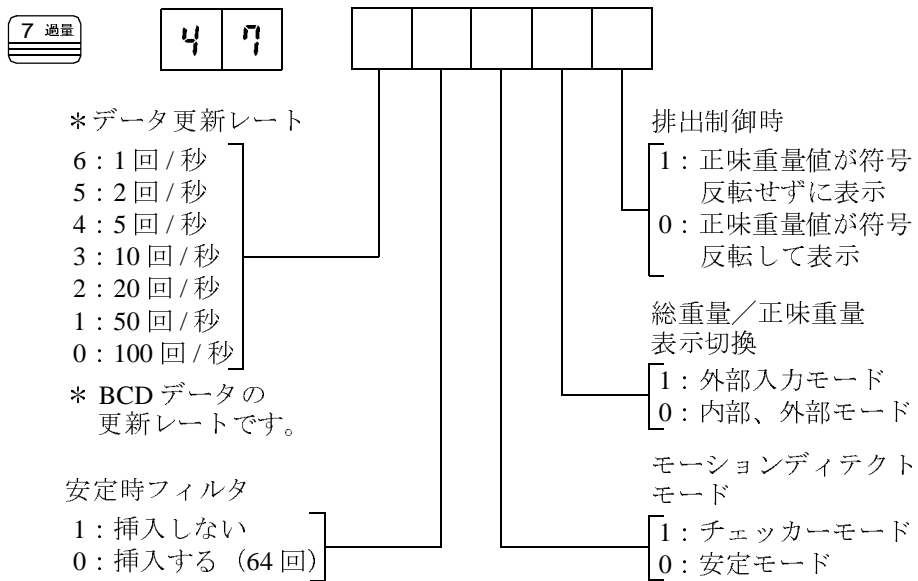 7 過量
47
*データ更新レート
6 : 1 回 / 秒
5 : 2 回 / 秒
4 : 5 回 / 秒
3 : 10 回 / 秒
2 : 20 回 / 秒
1 : 50 回 / 秒
0 : 100 回 / 秒
* BCD データの
更新レートです。
安定時フィルタ
1 : 挿入しない
0 : 挿入する (64 回)
排出制御時
1 : 正味重量値が符号
反転せずに表示
0 : 正味重量値が符号
反転して表示
総重量/正味重量
表示切換
1 : 外部入力モード
0 : 内部、外部モード
モーションディテクト
モード
1 : チェッカーモード
0 : 安定モード